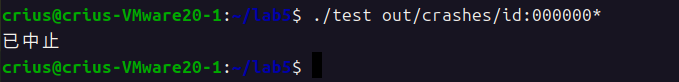 crius@crius-VMware20-1:~/lab5$ ./test out/crashes/id:000000*
已中止
crius@crius-VMware20-1:~/lab5$